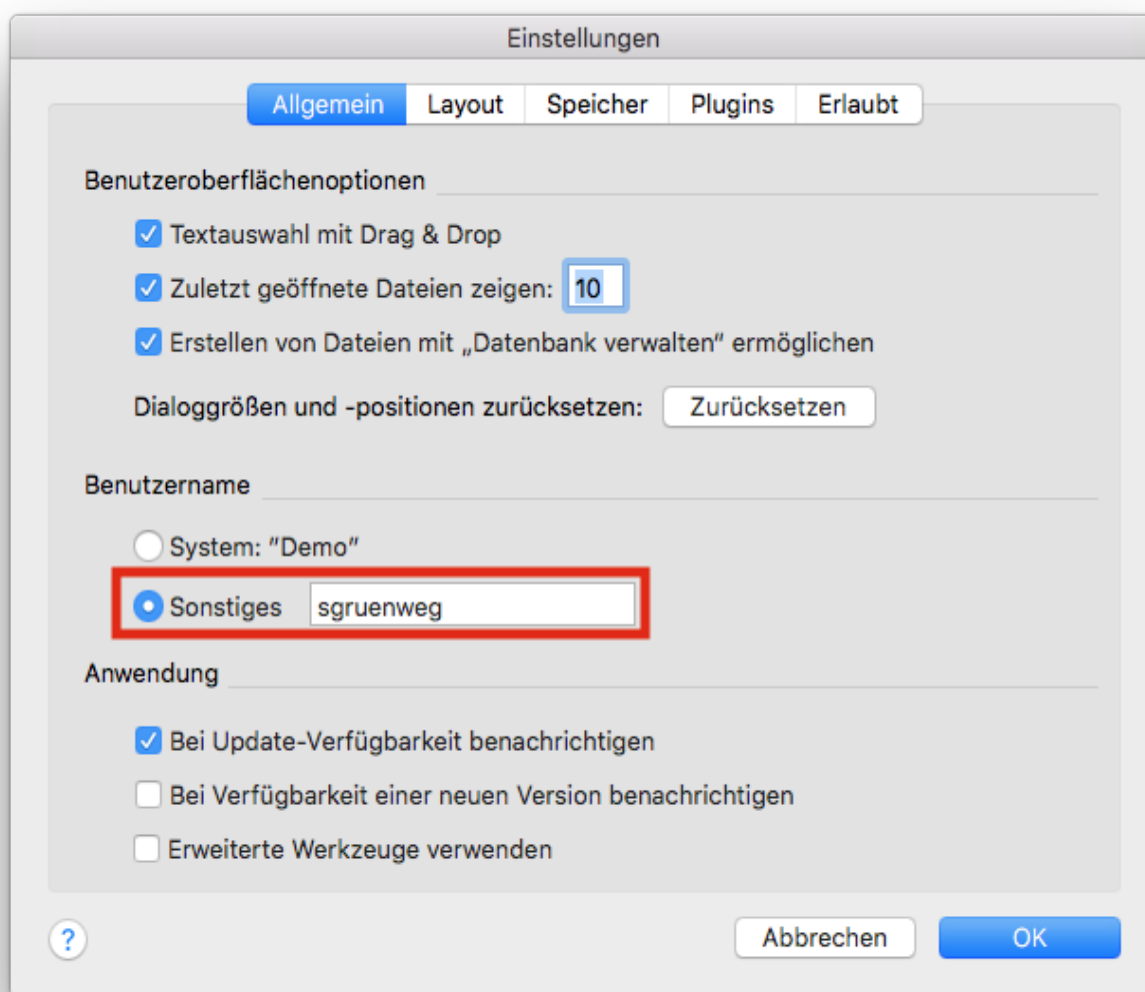 Einstellungen
Allgemein Layout Speicher Plugins Erlaubt
Benutzeroberflächenoptionen
Textauswahl mit Drag & Drop
Zuletzt geöffnete Dateien zeigen: 10
Erstellen von Dateien mit „Datenbank verwalten“ ermöglichen
Dialoggrößen und -positionen zurücksetzen: Zurücksetzen
Benutzername
System: "Demo"
Sonstiges sgruenweg
Anwendung
Bei Update-Verfügbarkeit benachrichtigen
Bei Verfügbarkeit einer neuen Version benachrichtigen
Erweiterte Werkzeuge verwenden
? Abbrechen OK